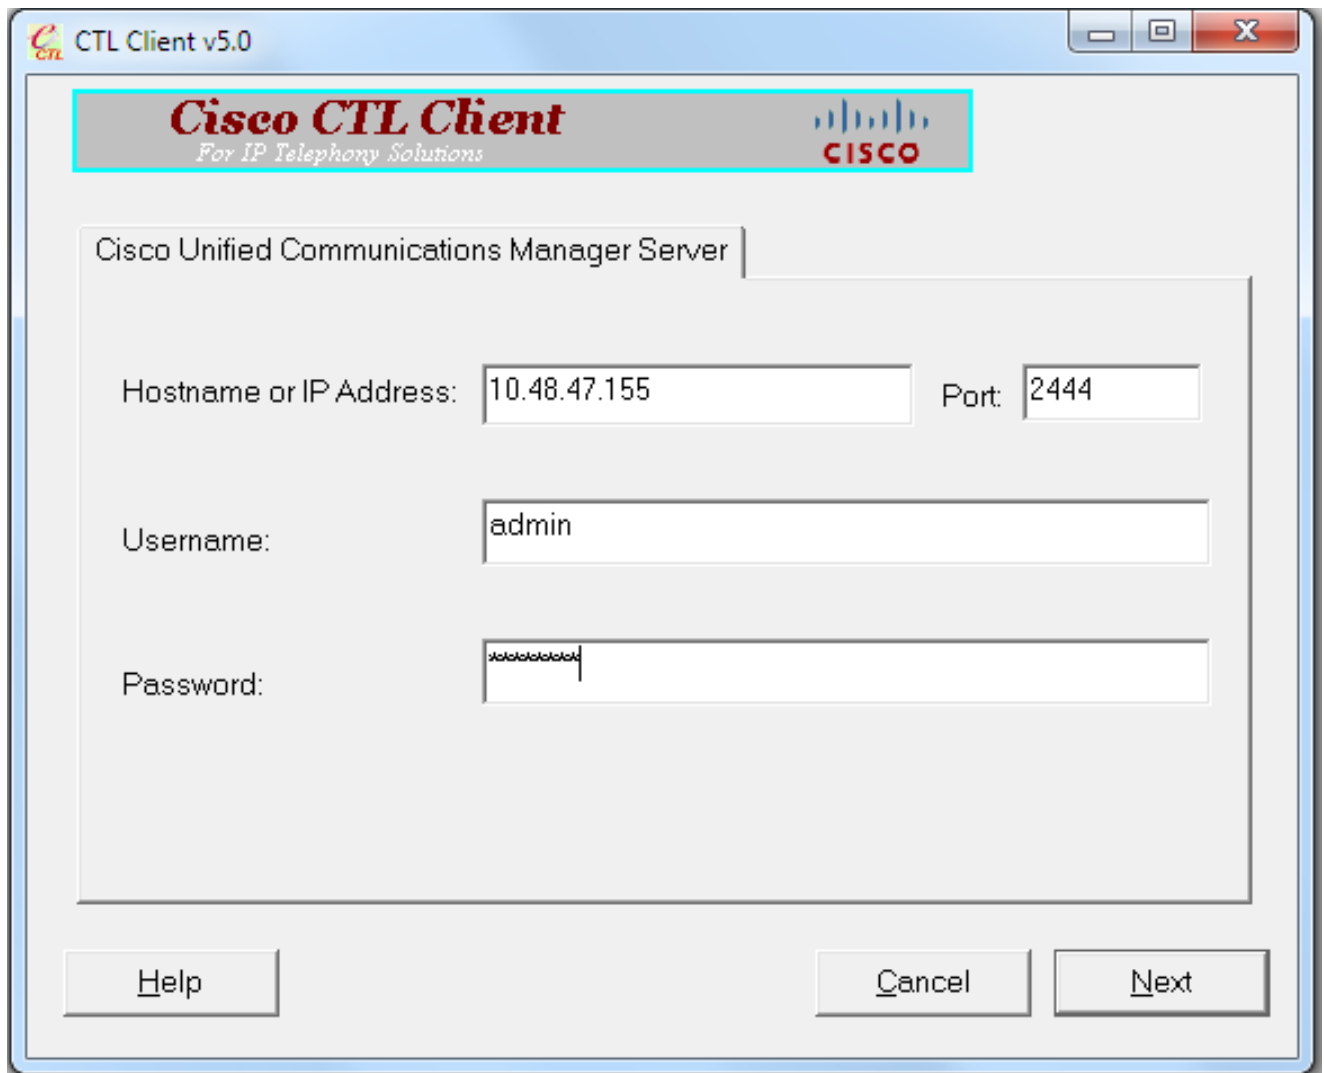 CTL Client v5.0
Cisco CTL Client
For IP Telephony Solutions
CISCO
Cisco Unified Communications Manager Server
Hostname or IP Address: 10.48.47.155 Port: 2444
Username: admin
Password: *********
Help Cancel Next